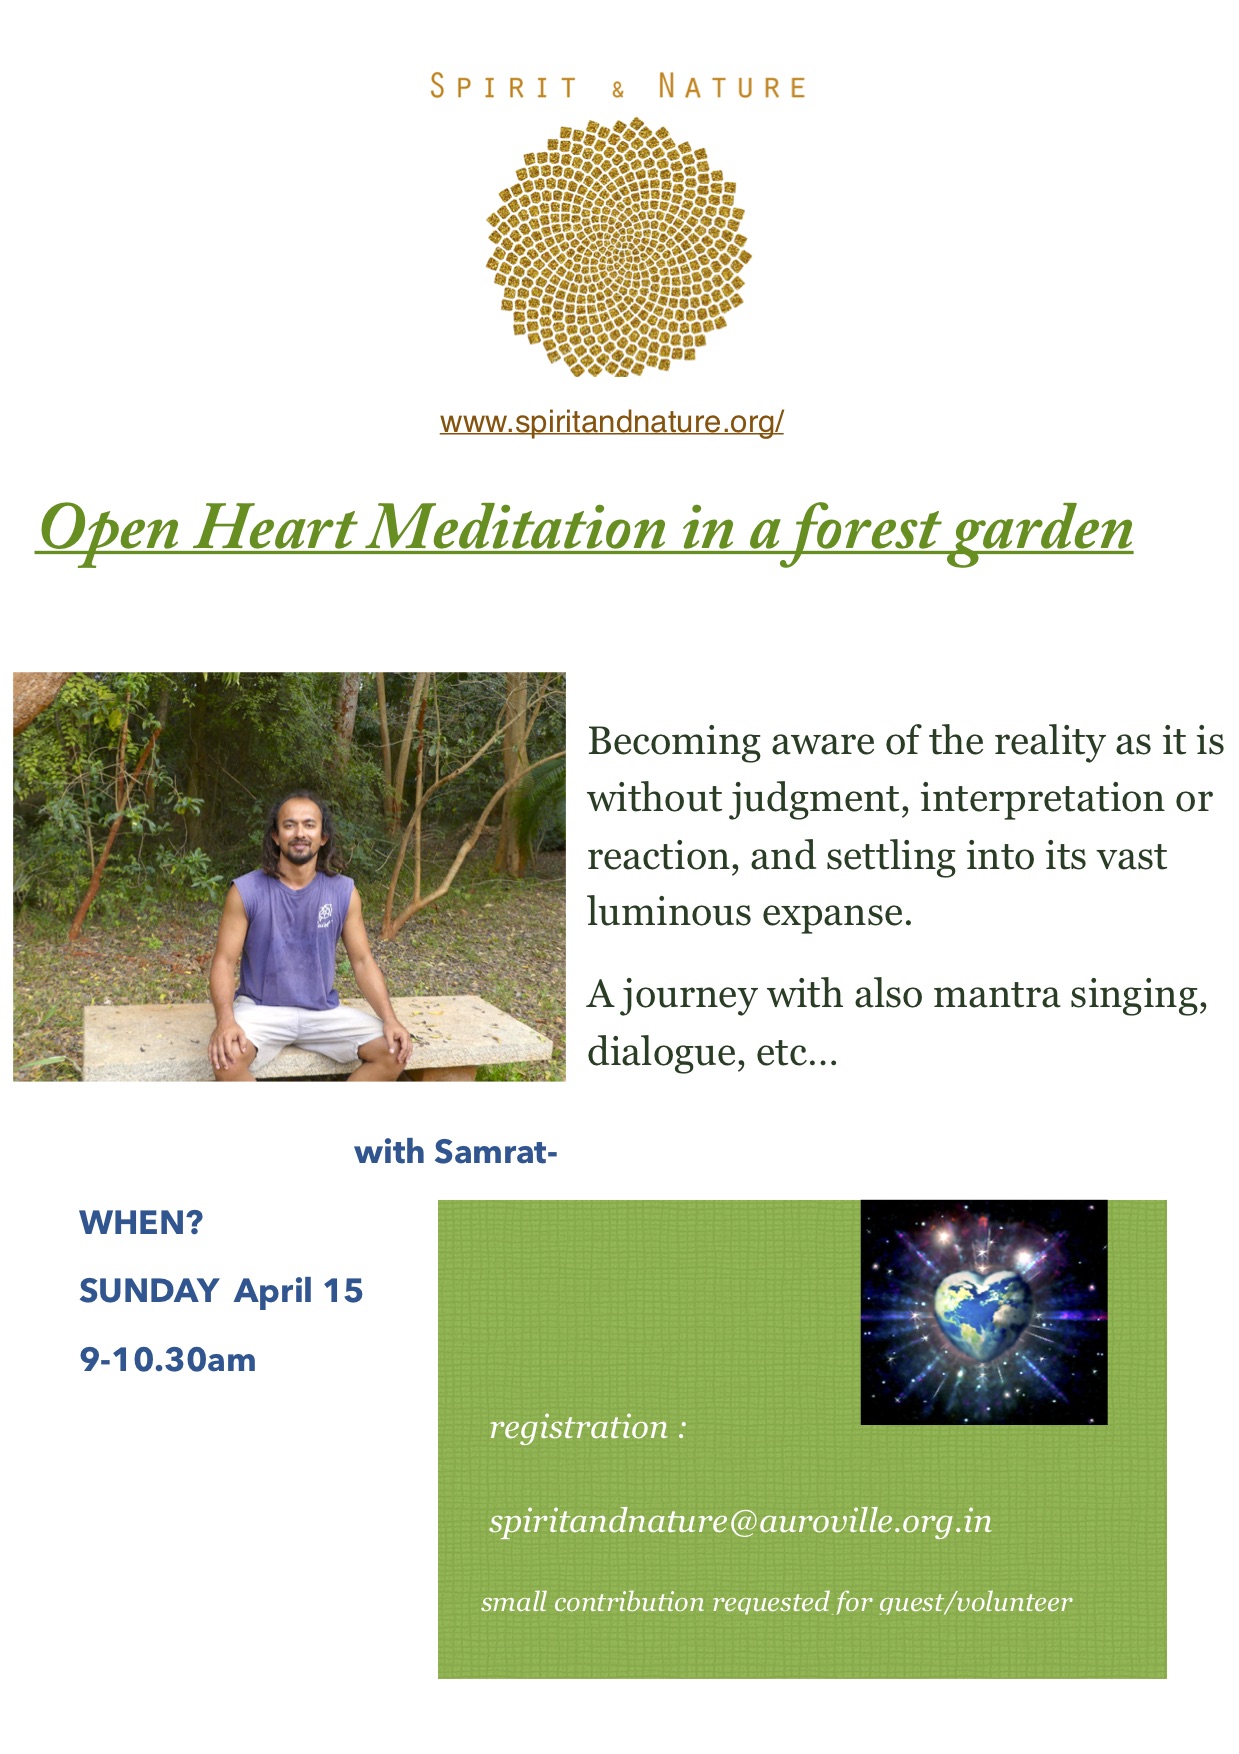 SPIRIT & NATURE
www.spiritandnature.org/
Open Heart Meditation in a forest garden
Becoming aware of the reality as it is
without judgment, interpretation or
reaction, and settling into its vast
luminous expanse.
A journey with also mantra singing,
dialogue, etc...
with Samrat-
WHEN?
SUNDAY April 15
9-10.30am
registration :
spiritandnature@auroville.org.in
small contribution requested for guest/volunteer